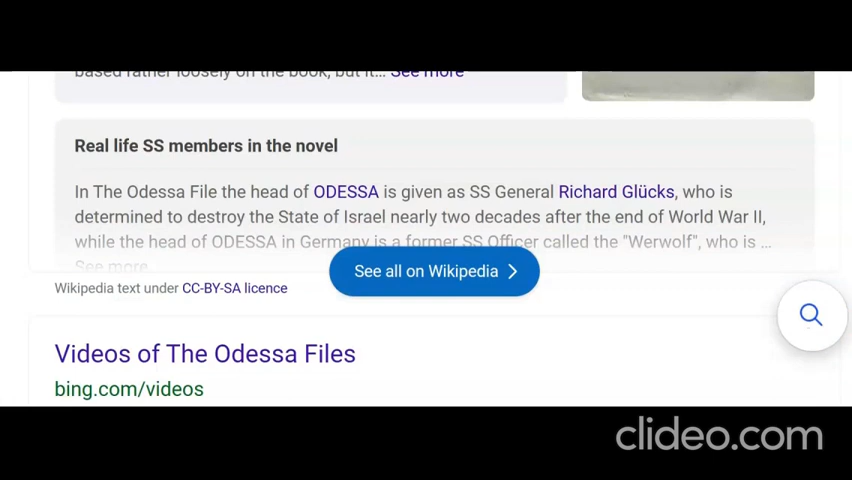 based rather loosely on the book, but it... See more
Real life SS members in the novel
In The Odessa File the head of ODESSA is given as SS General Richard Glücks, who is
determined to destroy the State of Israel nearly two decades after the end of World War II,
while the head of ODESSA in Germany is a former SS Officer called the "Werwolf", who is ...
See more
See all on Wikipedia
Wikipedia text under CC-BY-SA licence
Videos of The Odessa Files
bing.com/videos
clideo.com